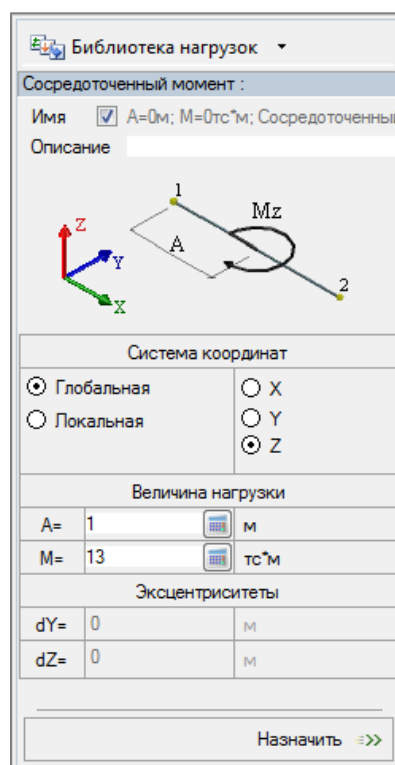 Библиотека нагрузок
Сосредоточенный момент :
Имя A=0м; M=0тс*м; Сосредоточенны
Описание
1
Mz
Z
A
Y
X
2
Система координат
Глобальная X
Локальная Y
Z
Величина нагрузки
A= 1 м
M= 13 тс*м
Эксцентриситеты
dY= 0 м
dZ= 0 м
Назначить